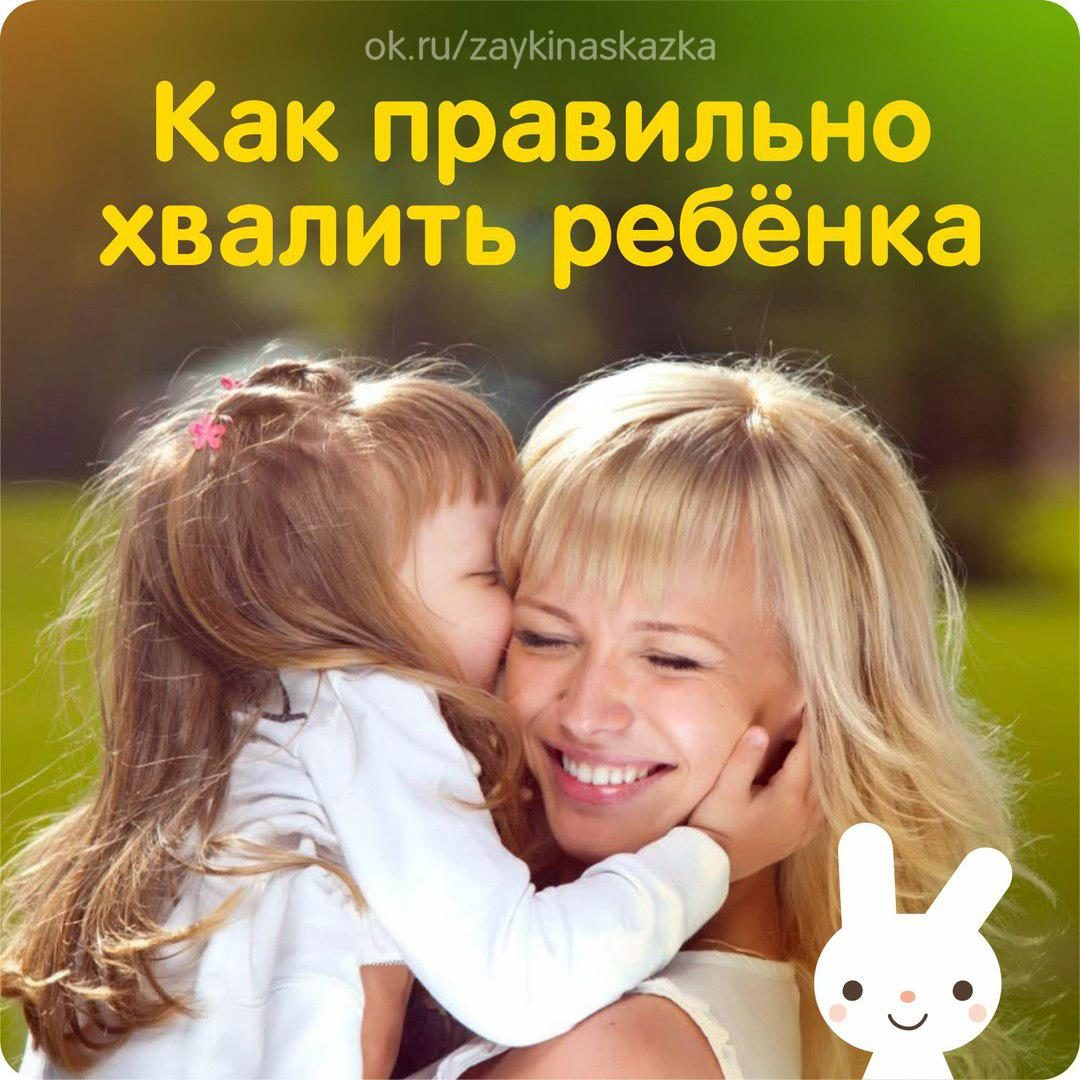 ok.ru/zaykinaskazka
Как правильно
хвалить ребёнка